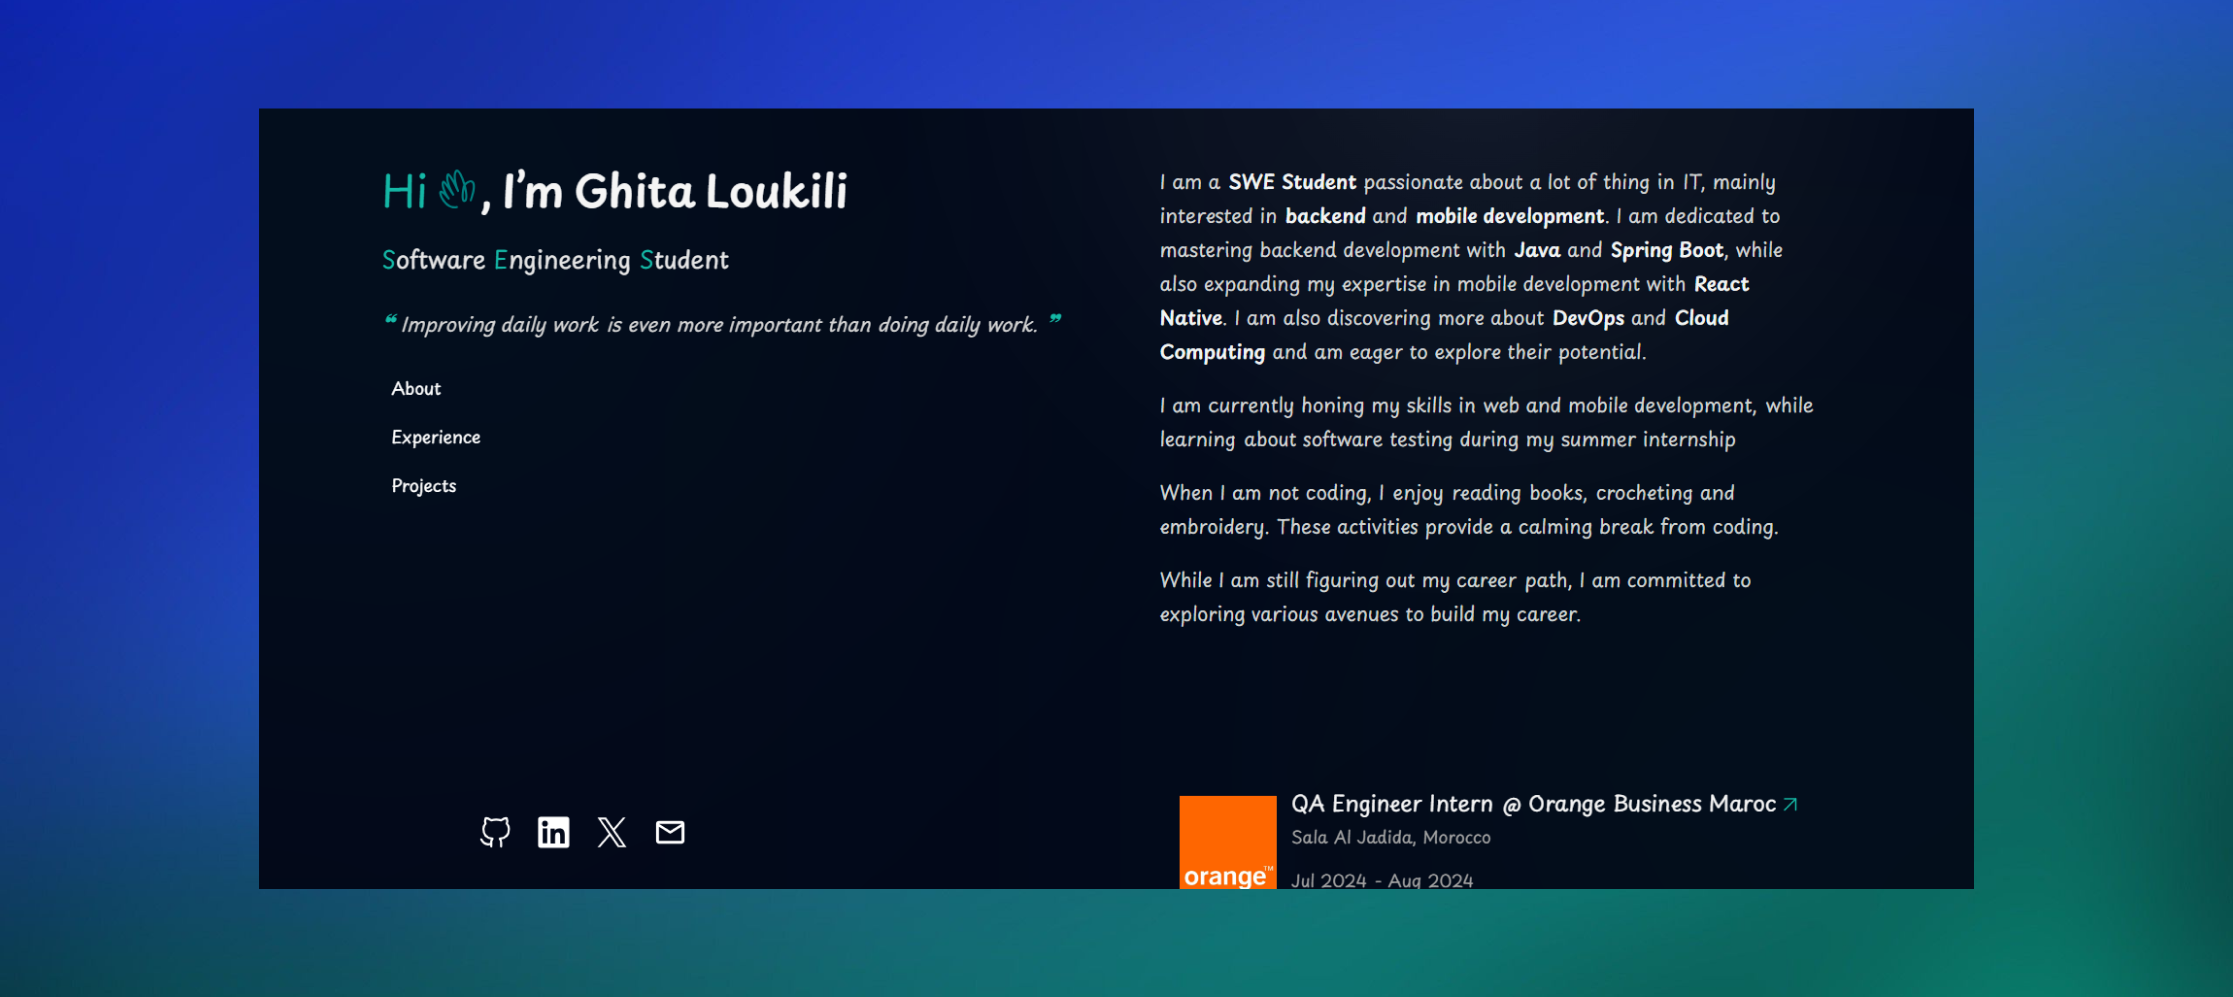 Hi , I'm Ghita Loukili
Software Engineering Student
❝ Improving daily work is even more important than doing daily work. ❞
About
Experience
Projects
I am a SWE Student passionate about a lot of thing in IT, mainly
interested in backend and mobile development. I am dedicated to
mastering backend development with Java and Spring Boot, while
also expanding my expertise in mobile development with React
Native. I am also discovering more about DevOps and Cloud
Computing and am eager to explore their potential.
I am currently honing my skills in web and mobile development, while
learning about software testing during my summer internship
When I am not coding, I enjoy reading books, crocheting and
embroidery. These activities provide a calming break from coding.
While I am still figuring out my career path, I am committed to
exploring various avenues to build my career.
in
orange™
QA Engineer Intern @ Orange Business Maroc
Sala Al Jadida, Morocco
Jul 2024 - Aug 2024